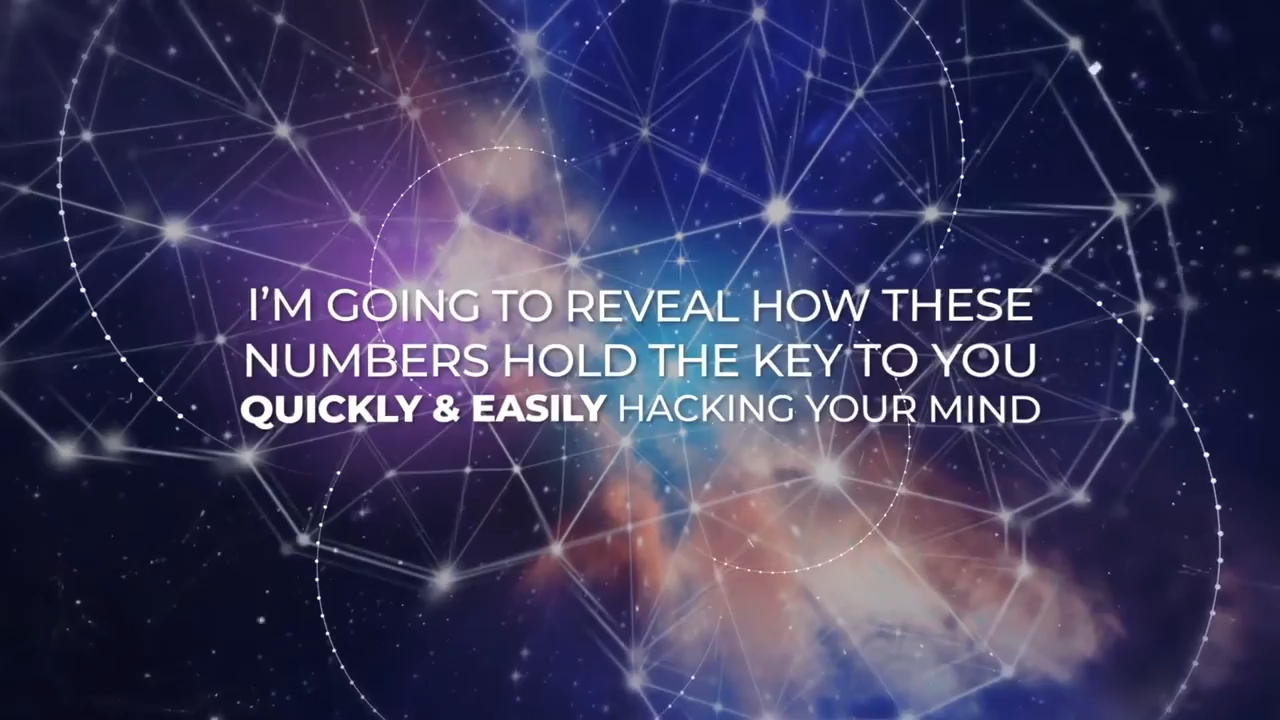 I’M GOING TO REVEAL HOW THESE
NUMBERS HOLD THE KEY TO YOU
QUICKLY & EASILY HACKING YOUR MIND